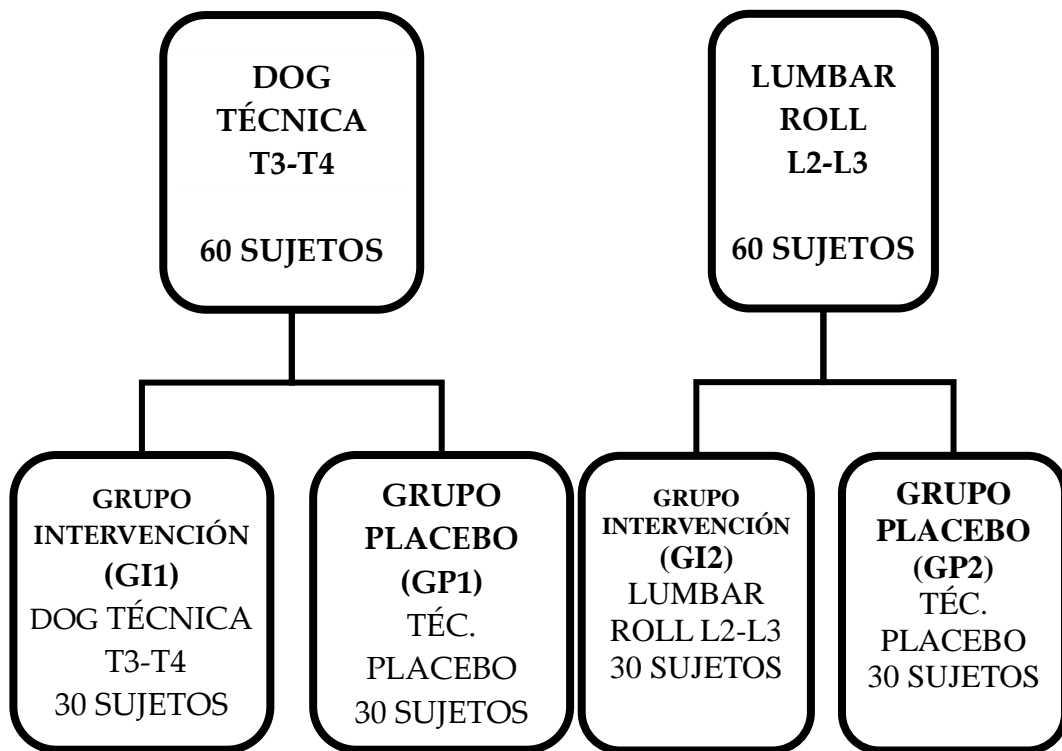 DOG
TÉCNICA
T3-T4
60 SUJETOS
LUMBAR
ROLL
L2-L3
60 SUJETOS
GRUPO
INTERVENCIÓN
(GI1)
DOG TÉCNICA
T3-T4
30 SUJETOS
GRUPO
PLACEBO
(GP1)
TÉC.
PLACEBO
30 SUJETOS
GRUPO
INTERVENCIÓN
(GI2)
LUMBAR
ROLL L2-L3
30 SUJETOS
GRUPO
PLACEBO
(GP2)
TÉC.
PLACEBO
30 SUJETOS